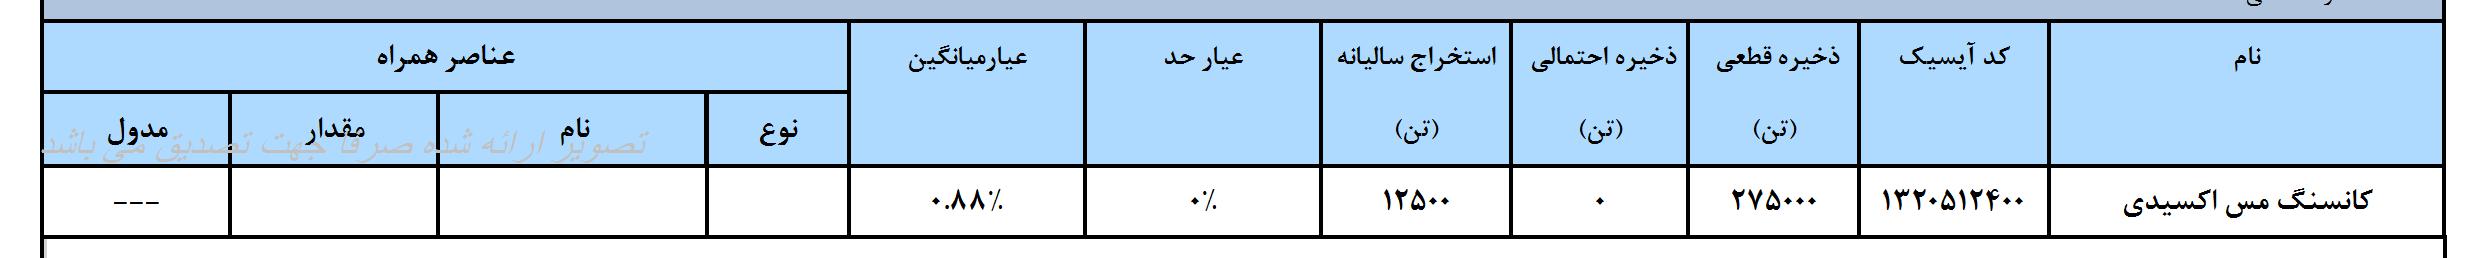 نام
کد آیسیک
ذخیره قطعی
(تن)
ذخیره احتمالی
(تن)
استخراج سالیانه
(تن)
عیار حد
عیارمیانگین
عناصر همراه
نوع
نام
مقدار
مدول
تصویر ارائه شده صرفا جهت تصدیق می باشد
کانسنگ مس اکسیدی
۱۳۲۰۵۱۲۴۰۰
۲۷۵۰۰۰
۰
۱۲۵۰۰
۰٪
۰.۸۸٪
---